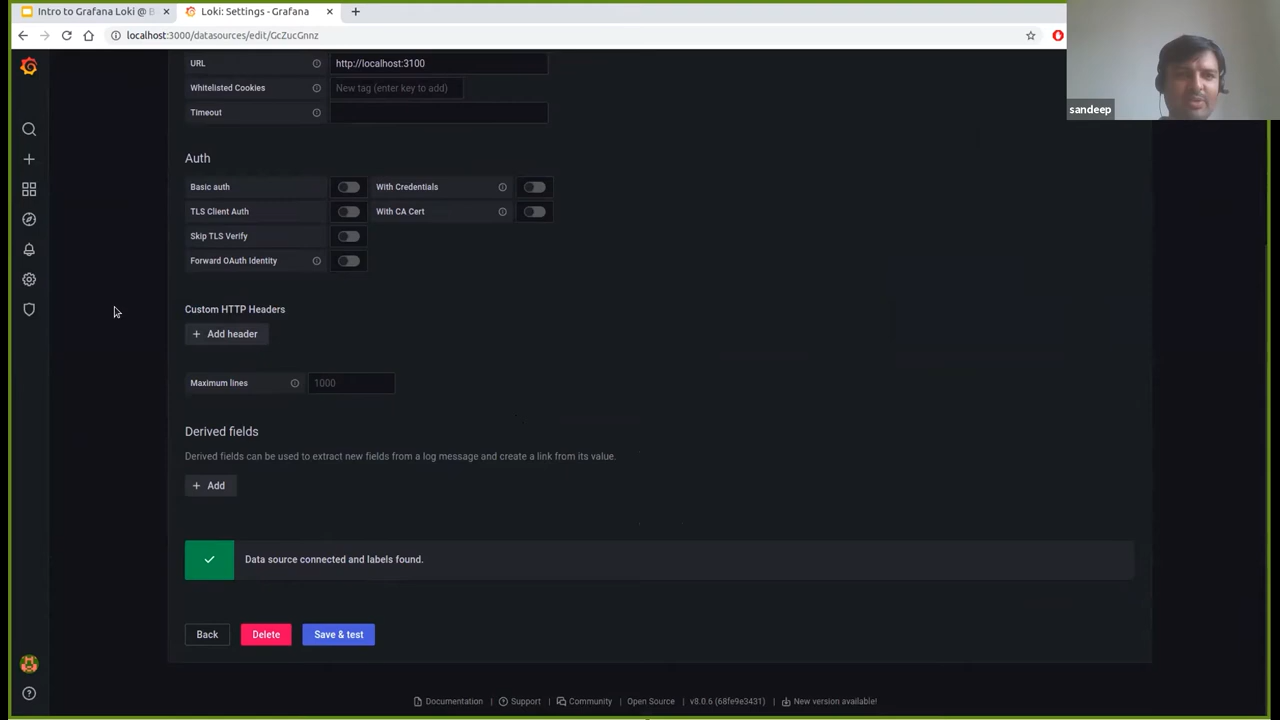 Intro to Grafana Loki @ B
Loki: Settings - Grafana
localhost:3000/datasources/edit/GcZucGnnz
sandeep
URL
http://localhost:3100
Whitelisted Cookies
New tag (enter key to add)
Timeout
Auth
Basic auth
With Credentials
TLS Client Auth
With CA Cert
Skip TLS Verify
Forward OAuth Identity
Custom HTTP Headers
+ Add header
Maximum lines
1000
Derived fields
Derived fields can be used to extract new fields from a log message and create a link from its value.
+ Add
Data source connected and labels found.
Back
Delete
Save & test
Documentation | Support | Community | Open Source | v8.0.6 (68fe9e3431) | New version available!